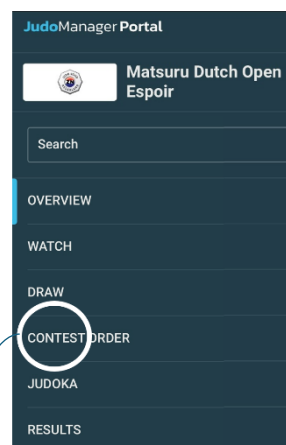 JudoManager Portal
Matsuru Dutch Open
Espoir
Search
OVERVIEW
WATCH
DRAW
CONTEST ORDER
JUDOKA
RESULTS